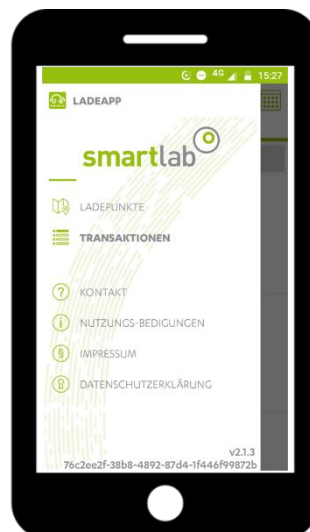 4G 15:27
LADEAPP
smartlab
LADEPUNKTE
TRANSAKTIONEN
? KONTAKT
i NUTZUNGS-BEDIGUNGEN
§ IMPRESSUM
DATENSCHUTZERKLÄRUNG
v2.1.3
76c2ee2f-38b8-4892-87d4-1f446f99872b